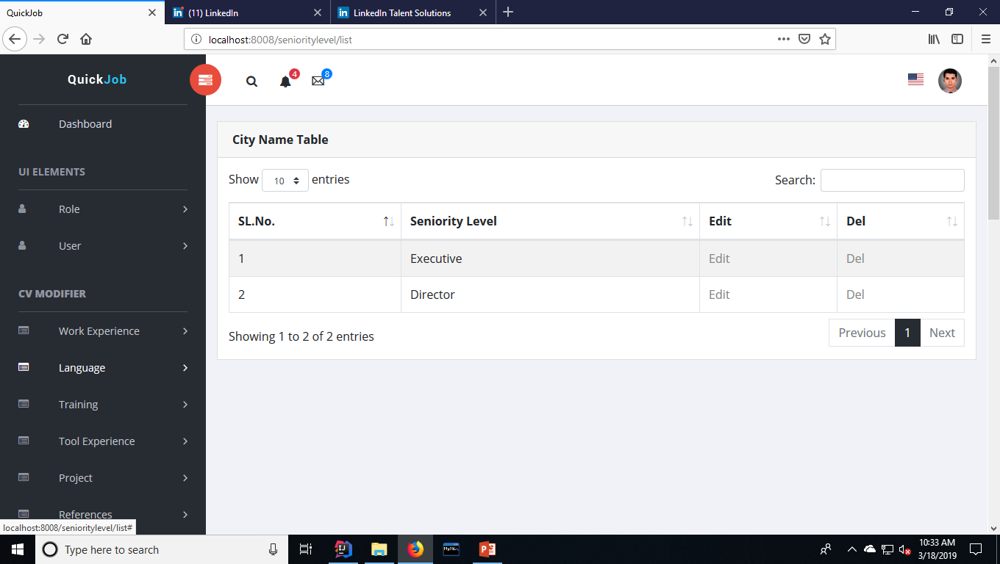 QuickJob
(11) LinkedIn
LinkedIn Talent Solutions
localhost:8008/senioritylevel/list
QuickJob
4
8
Dashboard
UI ELEMENTS
Role
User
CV MODIFIER
Work Experience
Language
Training
Tool Experience
Project
References
City Name Table
Show 10 entries
Search:
SL.No. Seniority Level Edit Del
1 Executive Edit Del
2 Director Edit Del
Showing 1 to 2 of 2 entries
Previous 1 Next
localhost:8008/senioritylevel/list#
Type here to search
10:33 AM
3/18/2019